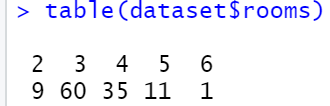 > table(dataset$rooms)
2 3 4 5 6
9 60 35 11 1